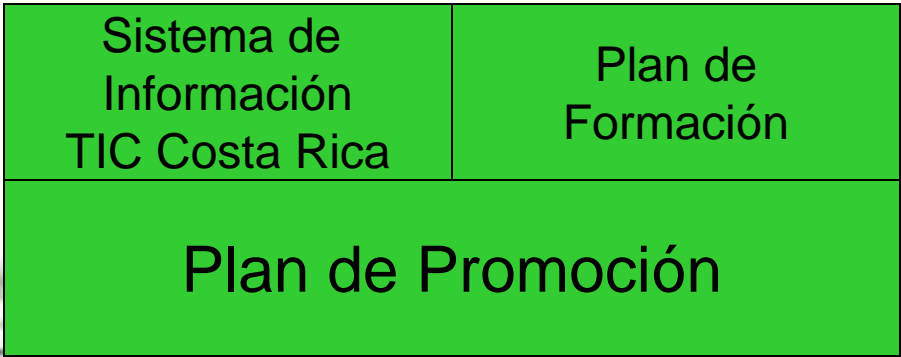 Sistema de
Información
TIC Costa Rica
Plan de
Formación
Plan de Promoción